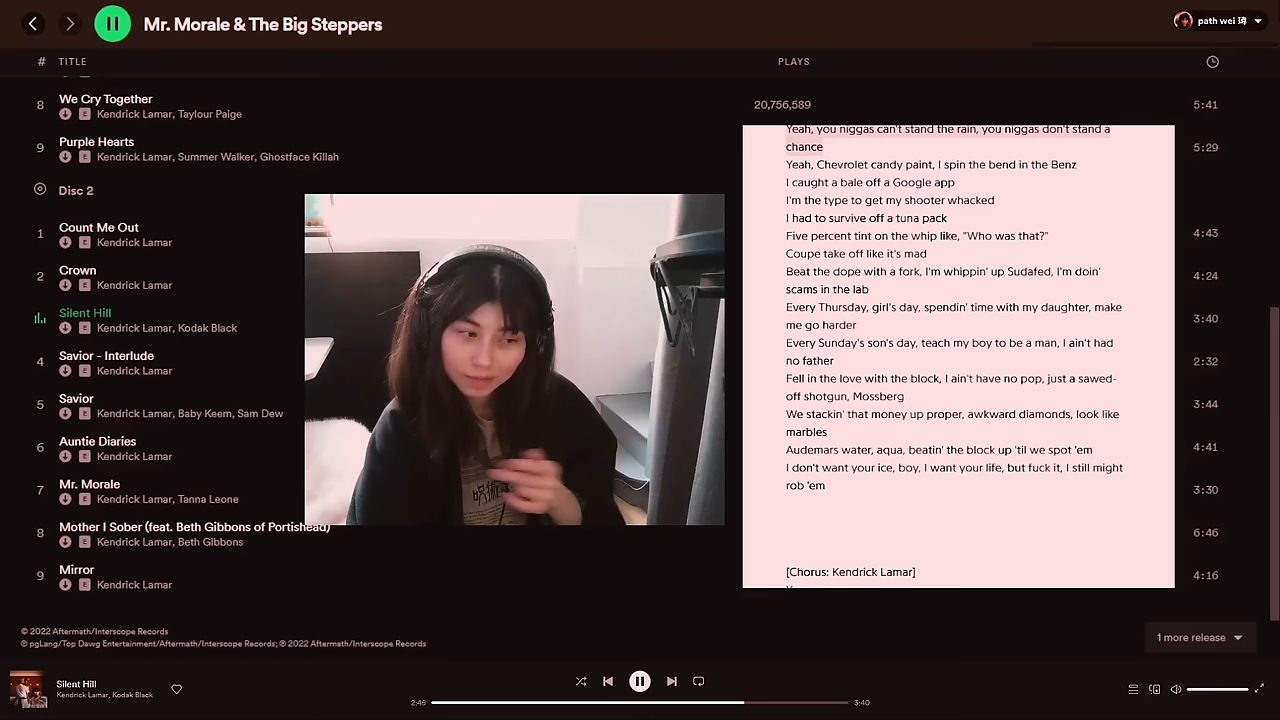 Mr. Morale & The Big Steppers
path wei 瑋
# TITLE PLAYS
8 We Cry Together 20,756,589 5:41
E Kendrick Lamar, Taylour Paige
9 Purple Hearts 5:29
E Kendrick Lamar, Summer Walker, Ghostface Killah
Disc 2
1 Count Me Out 4:43
E Kendrick Lamar
2 Crown 4:24
E Kendrick Lamar
Silent Hill 3:40
E Kendrick Lamar, Kodak Black
4 Savior - Interlude 2:32
E Kendrick Lamar
5 Savior 3:44
E Kendrick Lamar, Baby Keem, Sam Dew
6 Auntie Diaries 4:41
E Kendrick Lamar
7 Mr. Morale 3:30
E Kendrick Lamar, Tanna Leone
8 Mother I Sober (feat. Beth Gibbons of Portishead) 6:46
E Kendrick Lamar, Beth Gibbons
9 Mirror 4:16
E Kendrick Lamar
Yeah, you niggas can't stand the rain, you niggas don't stand a
chance
Yeah, Chevrolet candy paint, I spin the bend in the Benz
I caught a bale off a Google app
I'm the type to get my shooter whacked
I had to survive off a tuna pack
Five percent tint on the whip like, "Who was that?"
Coupe take off like it's mad
Beat the dope with a fork, I'm whippin' up Sudafed, I'm doin'
scams in the lab
Every Thursday, girl's day, spendin' time with my daughter, make
me go harder
Every Sunday's son's day, teach my boy to be a man, I ain't had
no father
Fell in the love with the block, I ain't have no pop, just a sawed-
off shotgun, Mossberg
We stackin' that money up proper, awkward diamonds, look like
marbles
Audemars water, aqua, beatin' the block up 'til we spot 'em
I don't want your ice, boy, I want your life, but fuck it, I still might
rob 'em
[Chorus: Kendrick Lamar]
呪術
© 2022 Aftermath/Interscope Records
℗ pgLang/Top Dawg Entertainment/Aftermath/Interscope Records; ℗ 2022 Aftermath/Interscope Records
1 more release
Silent Hill
Kendrick Lamar, Kodak Black
2:45 3:40